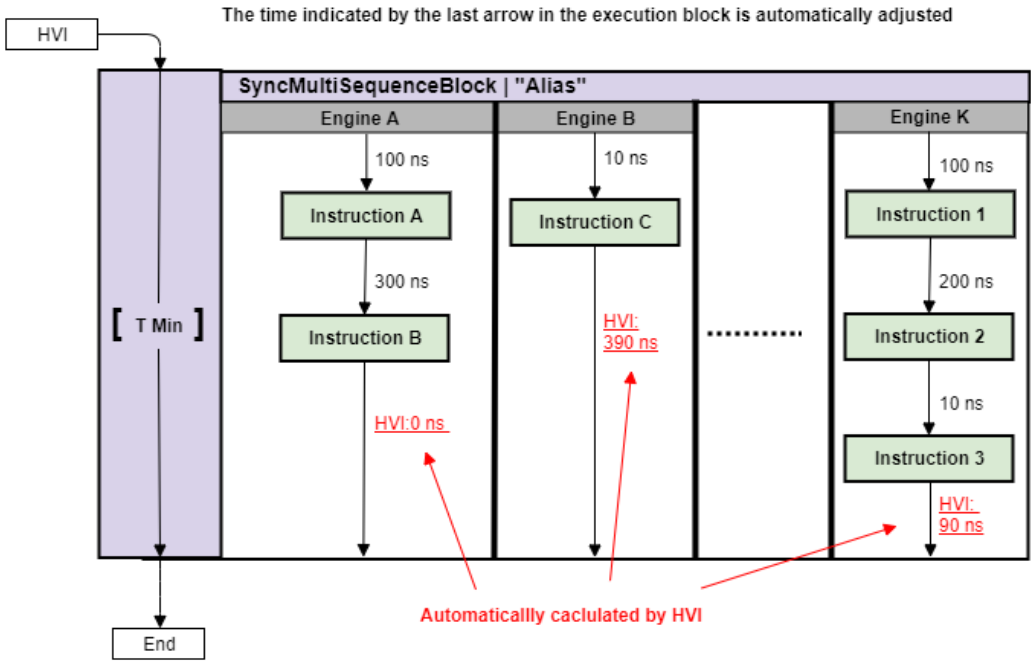 The time indicated by the last arrow in the execution block is automatically adjusted
HVI
SyncMultiSequenceBlock | "Alias"
Engine A
Engine B
Engine K
100 ns
10 ns
100 ns
Instruction A
Instruction C
Instruction 1
300 ns
200 ns
[ T Min ]
Instruction B
HVI:
390 ns
Instruction 2
10 ns
HVI:0 ns
Instruction 3
HVI:
90 ns
Automaticallly caclulated by HVI
End